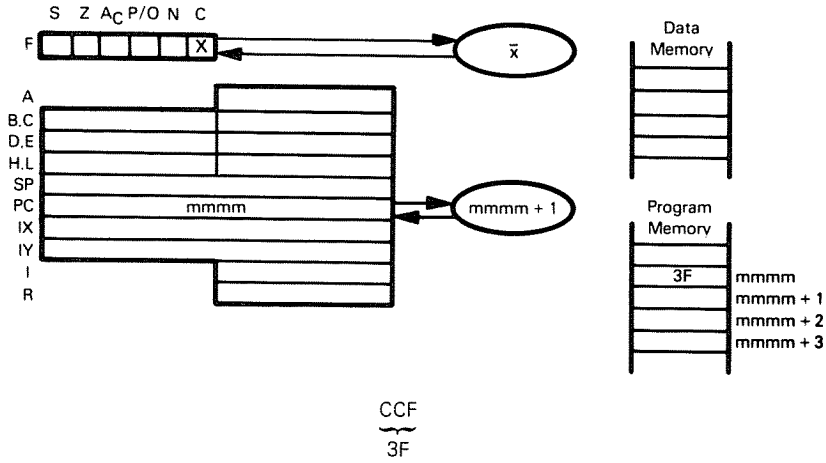 S Z AC P/O N C
F X
x̄
A
B.C
D.E
H.L
SP
PC mmmm
mmmm + 1
IX
IY
I
R
Data
Memory
Program
Memory
3F mmmm
mmmm + 1
mmmm + 2
mmmm + 3
CCF
3F